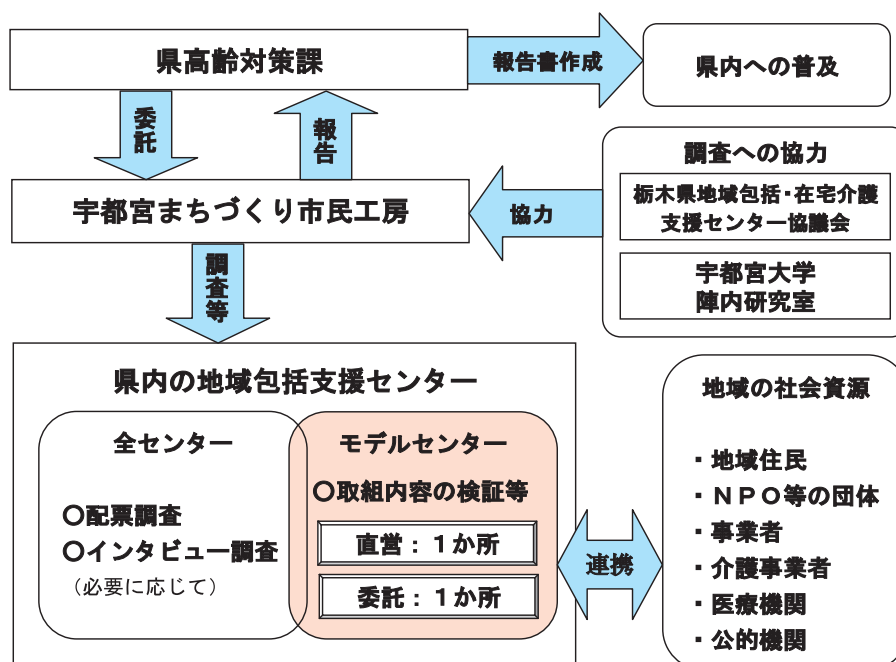 県高齢対策課
報告書作成
県内への普及
委託
報告
調査への協力
栃木県地域包括・在宅介護
支援センター協議会
宇都宮大学
陣内研究室
宇都宮まちづくり市民工房
協力
調査等
県内の地域包括支援センター
全センター
○配票調査
○インタビュー調査
（必要に応じて）
モデルセンター
○取組内容の検証等
直営：１か所
委託：１か所
連携
地域の社会資源
・地域住民
・ＮＰＯ等の団体
・事業者
・介護事業者
・医療機関
・公的機関